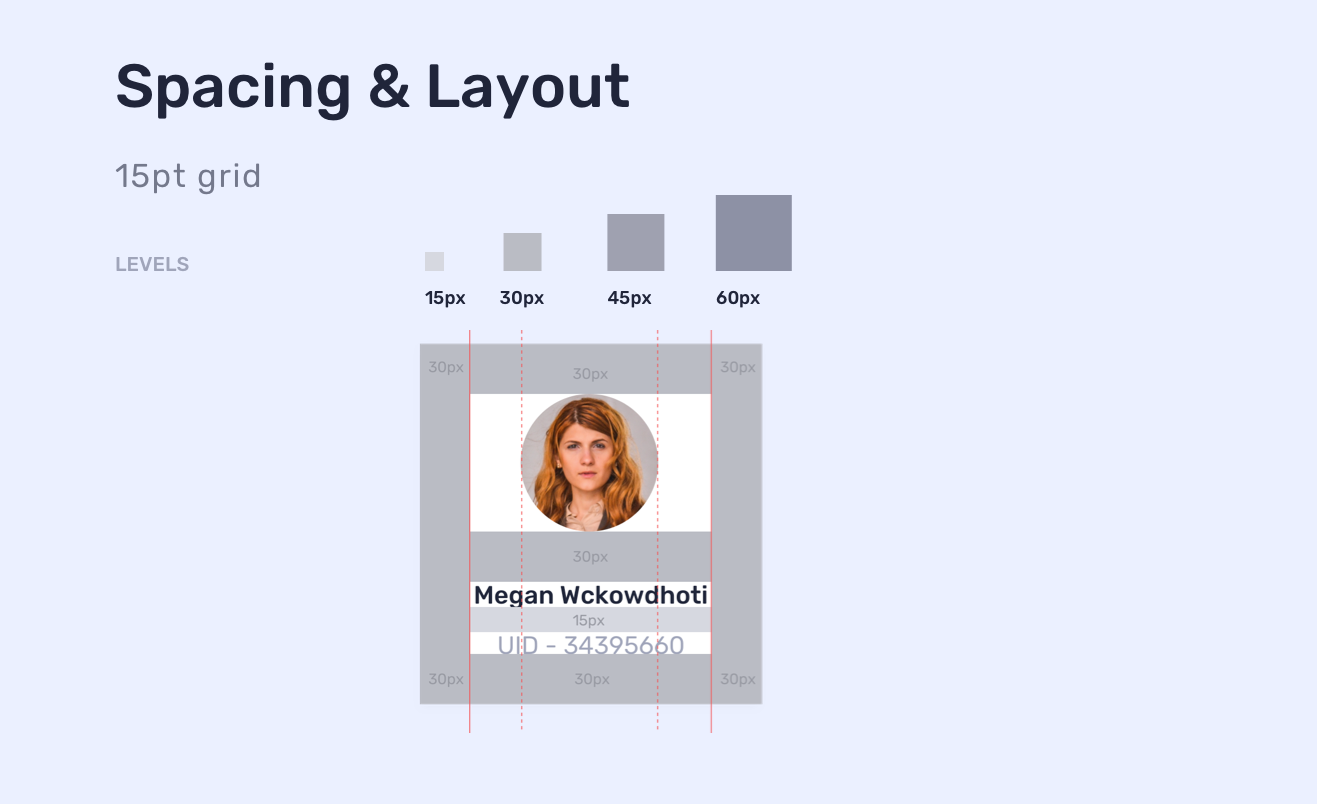 Spacing & Layout
15pt grid
LEVELS
15px 30px 45px 60px
30px 30px 30px
30px
Megan Wckowdhoti
15px
UID - 34395660
30px 30px 30px